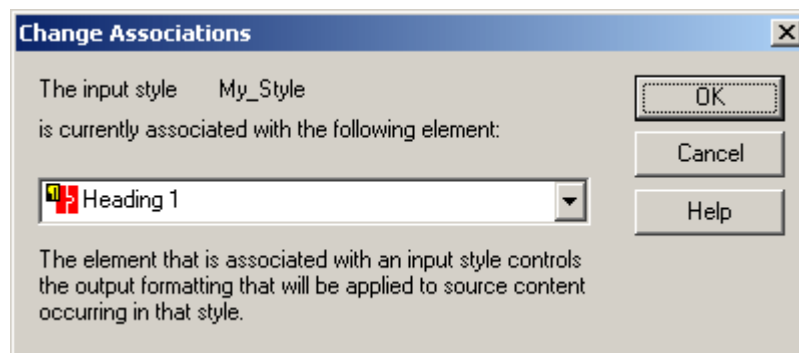 Change Associations
The input style My_Style
is currently associated with the following element:
Heading 1
The element that is associated with an input style controls
the output formatting that will be applied to source content
occurring in that style.
OK
Cancel
Help